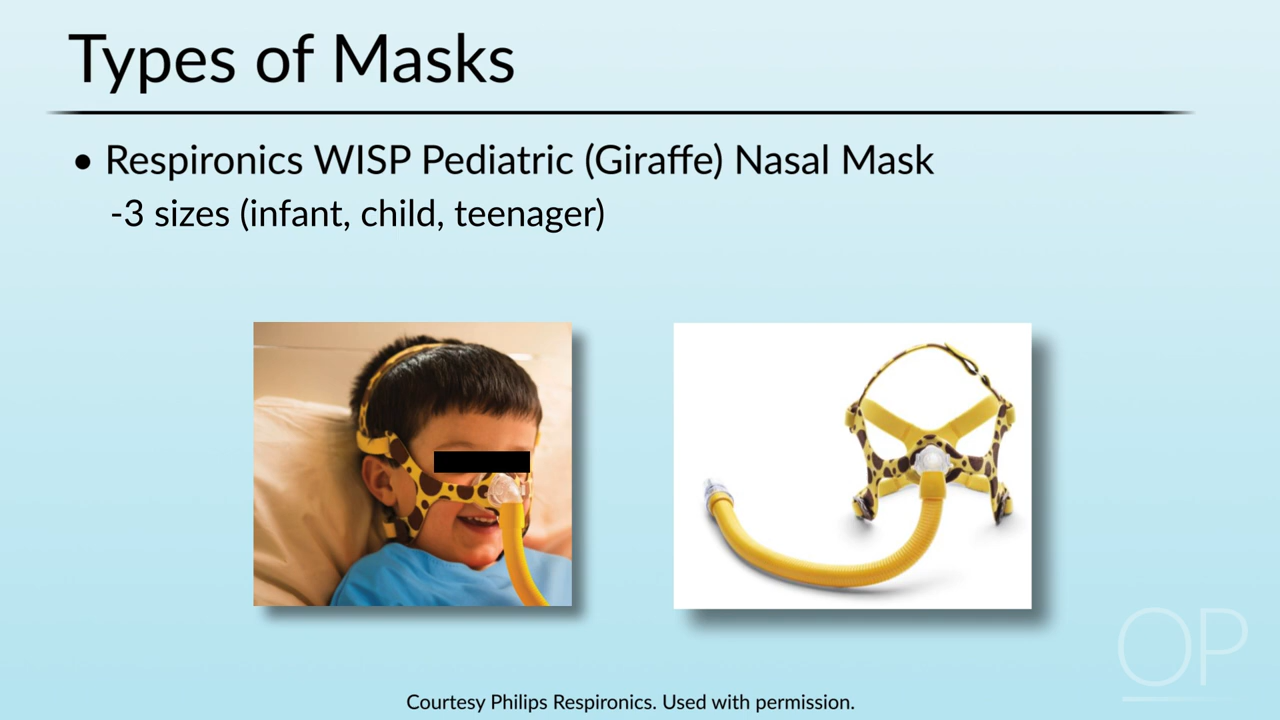 Types of Masks
• Respironics WISP Pediatric (Giraffe) Nasal Mask
-3 sizes (infant, child, teenager)
OP
Courtesy Philips Respironics. Used with permission.